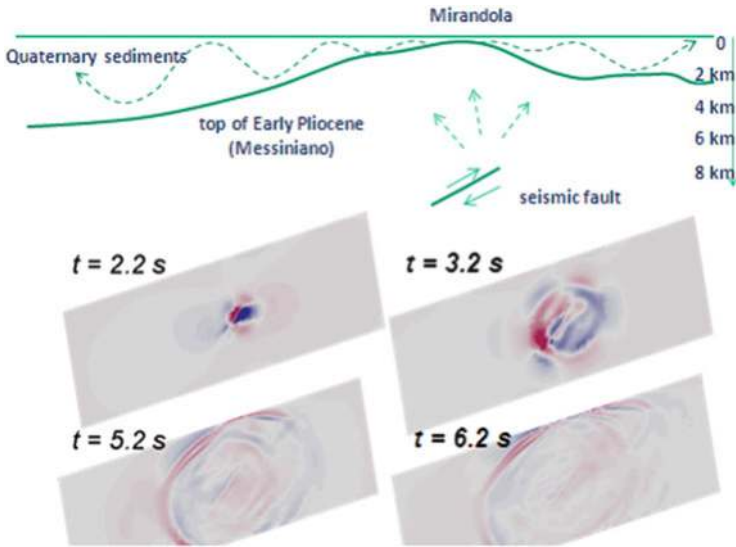 Mirandola
Quaternary sediments
0
2 km
top of Early Pliocene
(Messiniano)
4 km
6 km
8 km
seismic fault
t = 2.2 s
t = 3.2 s
t = 5.2 s
t = 6.2 s